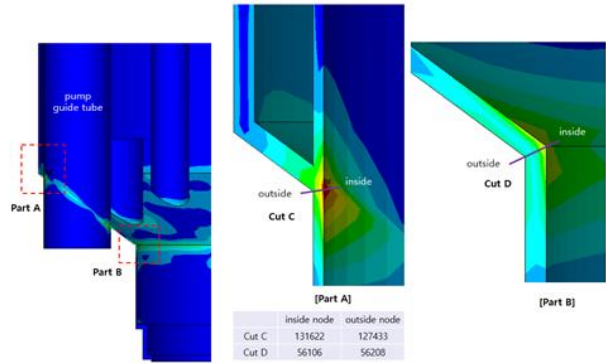 pump
guide tube
Part A
Part B
outside
inside
Cut C
[Part A]
inside
outside
Cut D
[Part B]
inside node outside node
Cut C 131622 127433
Cut D 56106 56208